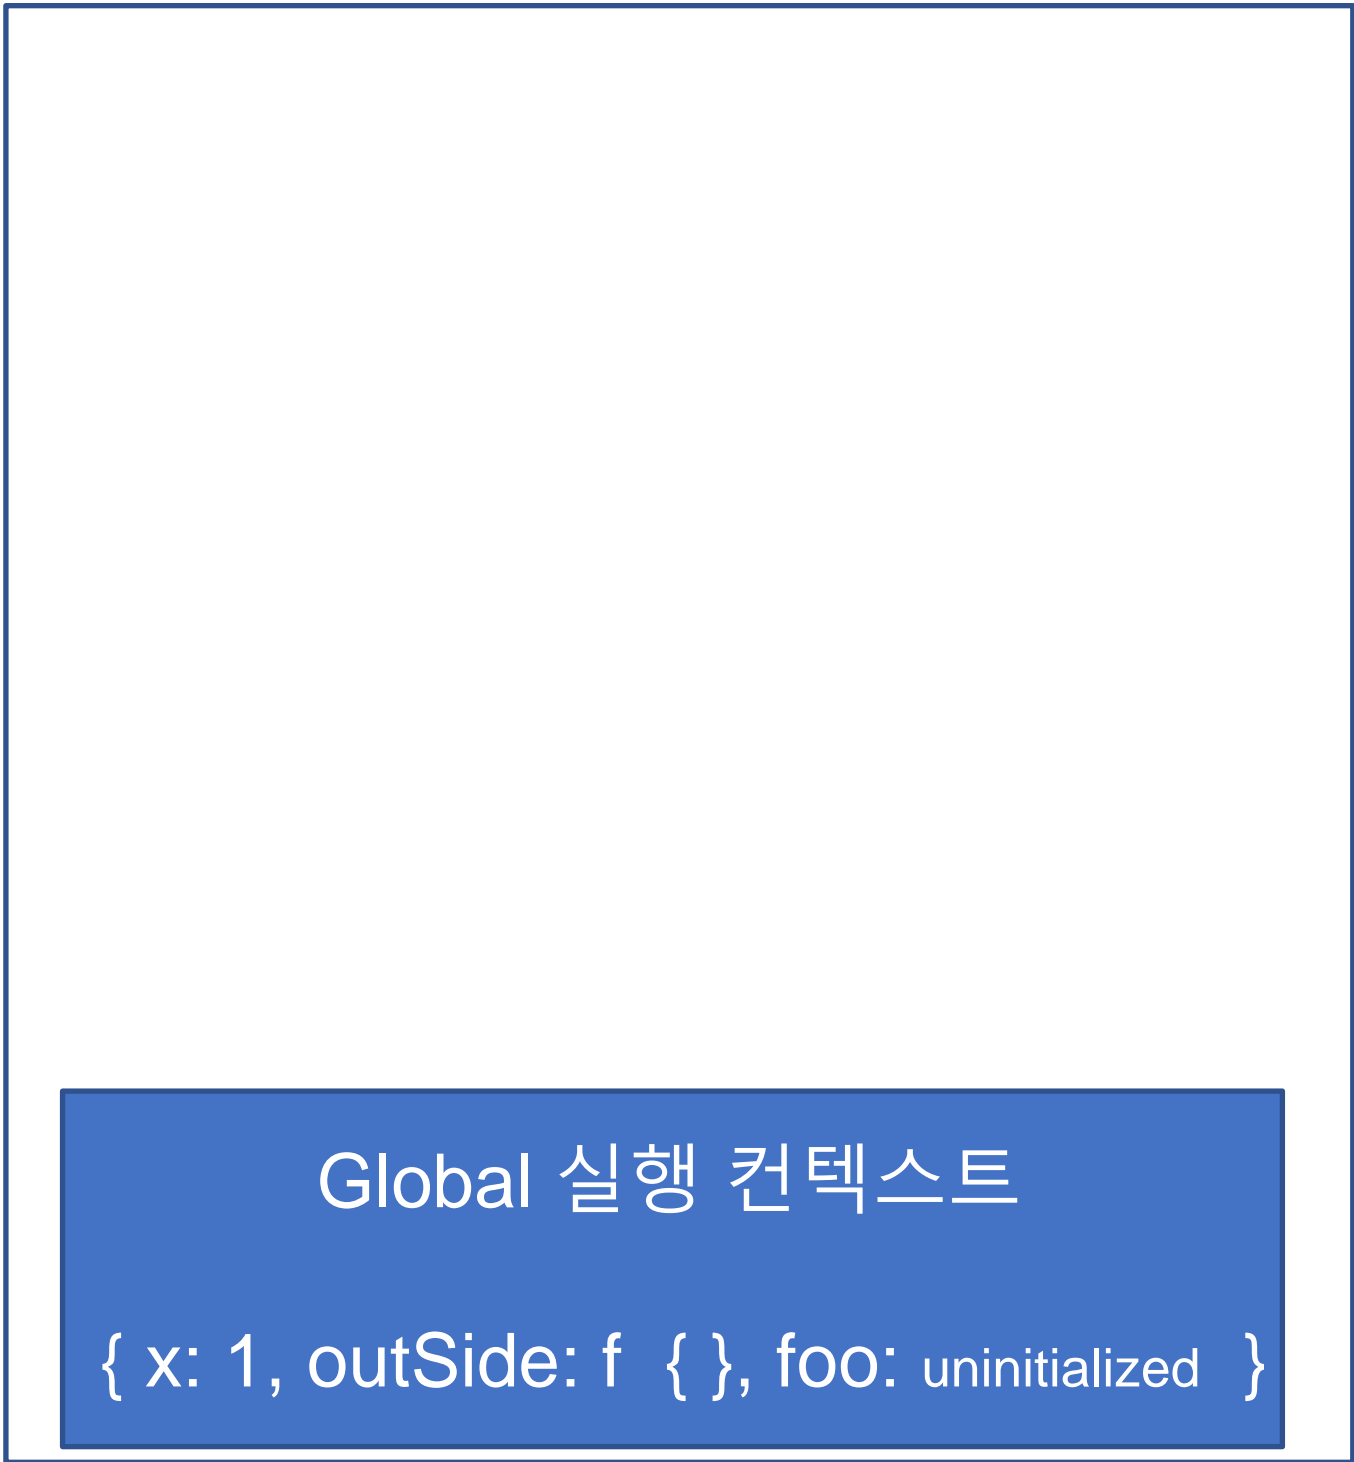 Global 실행 컨텍스트
{ x: 1, outSide: f { }, foo: uninitialized }